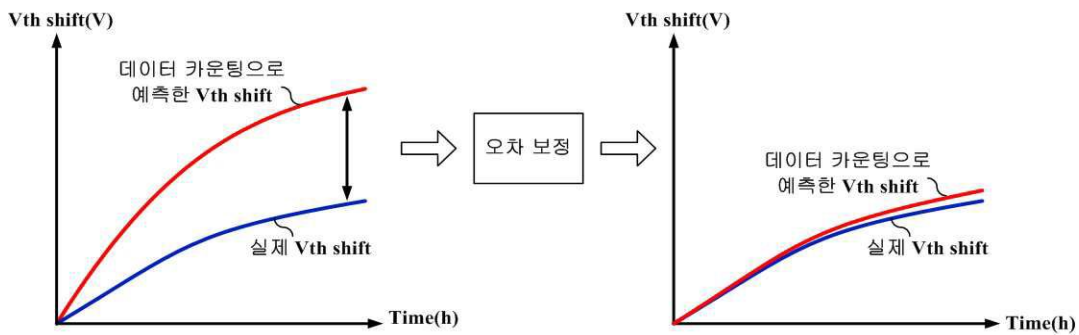 Vth shift(V)
데이터 카운팅으로
예측한 Vth shift
실제 Vth shift
Time(h)
오차 보정
Vth shift(V)
데이터 카운팅으로
예측한 Vth shift
실제 Vth shift
Time(h)